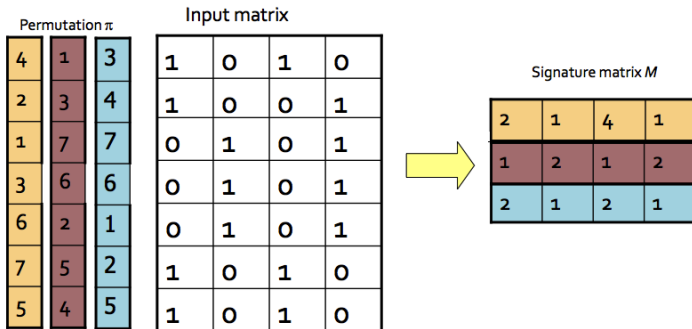 Permutation π
Input matrix
Signature matrix M
4 1 3 1 0 1 0
2 3 4 1 0 0 1
1 7 7 0 1 0 1
3 6 6 0 1 0 1
6 2 1 0 1 0 1
7 5 2 1 0 1 0
5 4 5 1 0 1 0
2 1 4 1
1 2 1 2
2 1 2 1